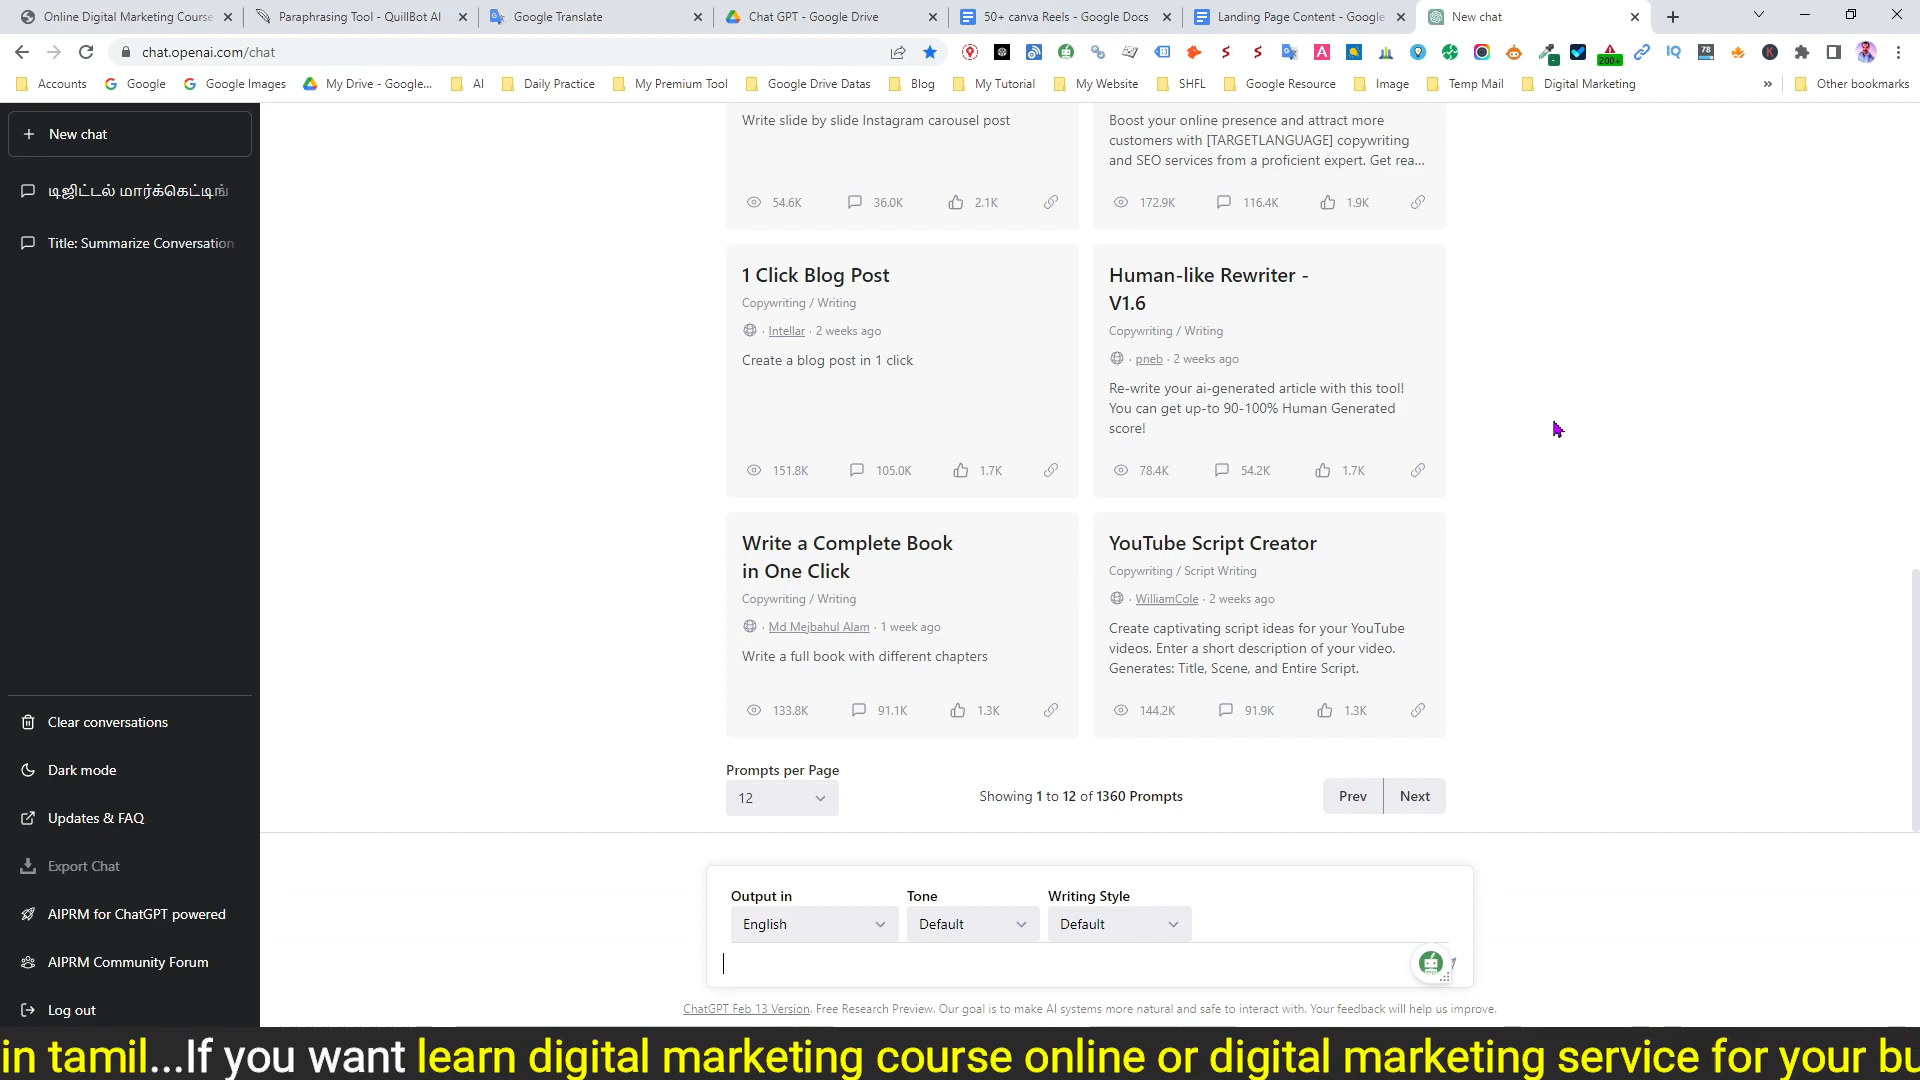 Online Digital Marketing Course
Paraphrasing Tool - QuillBot AI
Google Translate
Chat GPT - Google Drive
50+ canva Reels - Google Docs
Landing Page Content - Google
New chat
chat.openai.com/chat
200+
IQ
78
Accounts
Google
Google Images
My Drive - Google...
AI
Daily Practice
My Premium Tool
Google Drive Datas
Blog
My Tutorial
My Website
SHFL
Google Resource
Image
Temp Mail
Digital Marketing
Other bookmarks
New chat
டிஜிட்டல் மார்க்கெட்டிங்
Title: Summarize Conversation
Clear conversations
Dark mode
Updates & FAQ
Export Chat
AIPRM for ChatGPT powered
AIPRM Community Forum
Log out
Write slide by slide Instagram carousel post
54.6K 36.0K 2.1K
Boost your online presence and attract more
customers with [TARGETLANGUAGE] copywriting
and SEO services from a proficient expert. Get rea...
172.9K 116.4K 1.9K
1 Click Blog Post
Copywriting / Writing
· Intellar · 2 weeks ago
Create a blog post in 1 click
151.8K 105.0K 1.7K
Human-like Rewriter -
V1.6
Copywriting / Writing
· pneb · 2 weeks ago
Re-write your ai-generated article with this tool!
You can get up-to 90-100% Human Generated
score!
78.4K 54.2K 1.7K
Write a Complete Book
in One Click
Copywriting / Writing
· Md Mejbahul Alam · 1 week ago
Write a full book with different chapters
133.8K 91.1K 1.3K
YouTube Script Creator
Copywriting / Script Writing
· WilliamCole · 2 weeks ago
Create captivating script ideas for your YouTube
videos. Enter a short description of your video.
Generates: Title, Scene, and Entire Script.
144.2K 91.9K 1.3K
Prompts per Page
12
Showing 1 to 12 of 1360 Prompts
Prev
Next
Output in
English
Tone
Default
Writing Style
Default
ChatGPT Feb 13 Version. Free Research Preview. Our goal is to make AI systems more natural and safe to interact with. Your feedback will help us improve.
in tamil...If you want learn digital marketing course online or digital marketing service for your bu